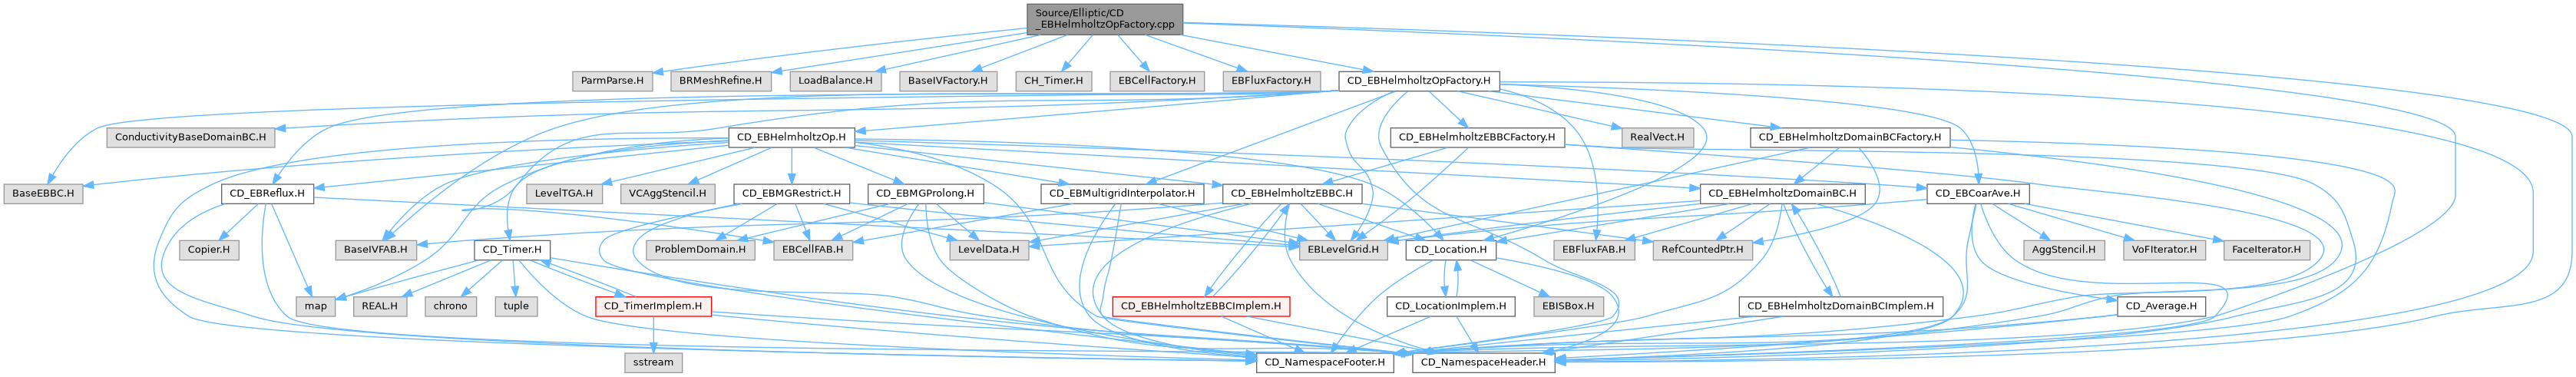 Source/Elliptic/CD
_EBHelmholtzOpFactory.cpp
ParmParse.H
BRMeshRefine.H
LoadBalance.H
BaseIVFactory.H
CH_Timer.H
EBCellFactory.H
EBFluxFactory.H
CD_EBHelmholtzOpFactory.H
ConductivityBaseDomainBC.H
CD_EBHelmholtzOp.H
CD_EBHelmholtzEBBCFactory.H
RealVect.H
CD_EBHelmholtzDomainBCFactory.H
BaseEBBC.H
CD_EBReflux.H
LevelTGA.H
VCAggStencil.H
CD_EBMGRestrict.H
CD_EBMGProlong.H
CD_EBMultigridInterpolator.H
CD_EBHelmholtzEBBC.H
CD_EBHelmholtzDomainBC.H
CD_EBCoarAve.H
Copier.H
BaseIVFAB.H
CD_Timer.H
ProblemDomain.H
EBCellFAB.H
LevelData.H
EBLevelGrid.H
CD_Location.H
EBFluxFAB.H
RefCountedPtr.H
AggStencil.H
VoFIterator.H
FaceIterator.H
map
REAL.H
chrono
tuple
CD_TimerImplem.H
CD_EBHelmholtzEBBCImplem.H
CD_LocationImplem.H
EBISBox.H
CD_EBHelmholtzDomainBCImplem.H
CD_Average.H
sstream
CD_NamespaceFooter.H
CD_NamespaceHeader.H